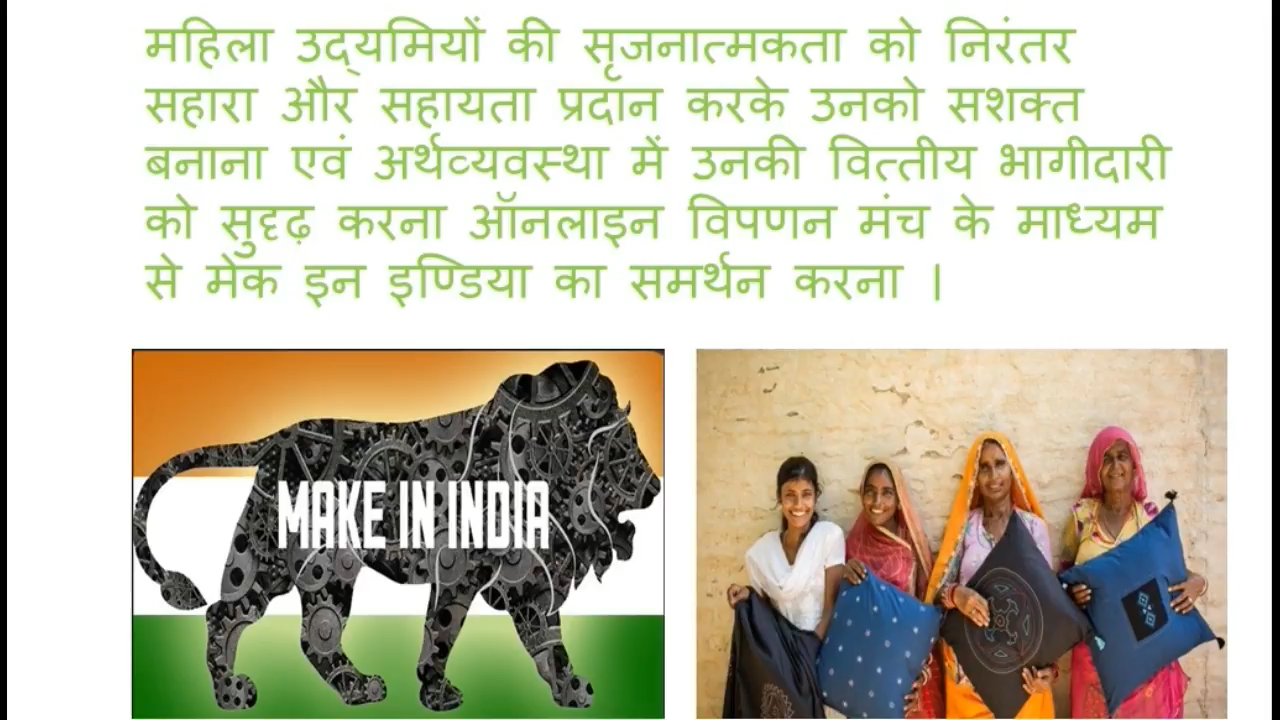 महिला उद्यमियों की सृजनात्मकता को निरंतर
सहारा और सहायता प्रदान करके उनको सशक्त
बनाना एवं अर्थव्यवस्था में उनकी वित्तीय भागीदारी
को सुदृढ़ करना ऑनलाइन विपणन मंच के माध्यम
से मेक इन इण्डिया का समर्थन करना ।
MAKE IN INDIA